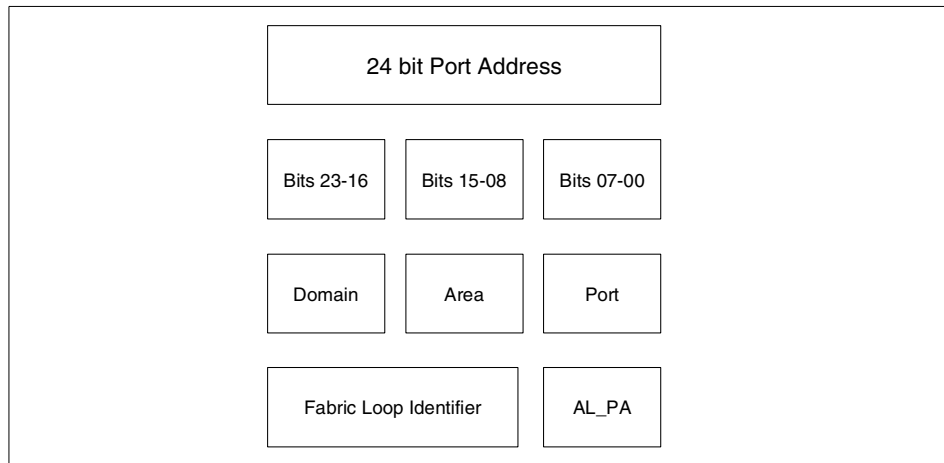 24 bit Port Address
Bits 23-16 Bits 15-08 Bits 07-00
Domain Area Port
Fabric Loop Identifier AL_PA